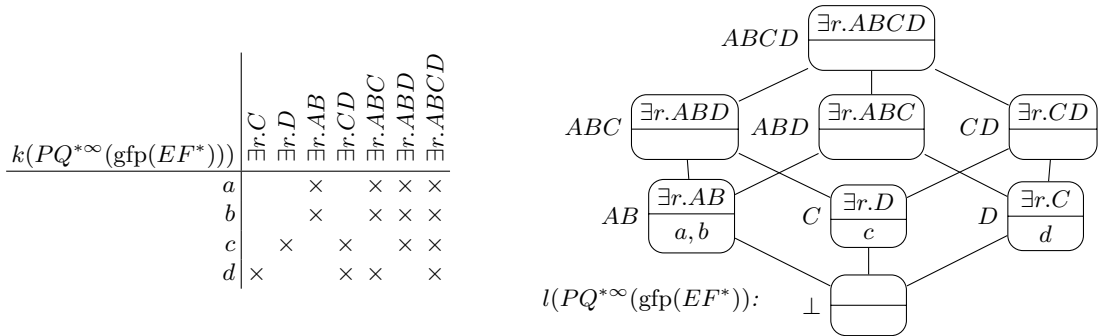 k(PQ*∞(gfp(EF*))) ∃r.C ∃r.D ∃r.AB ∃r.CD ∃r.ABC ∃r.ABD ∃r.ABCD
a × × × ×
b × × × ×
c × × × ×
d × × × ×
ABCD ∃r.ABCD
ABC ∃r.ABD ABD ∃r.ABC CD ∃r.CD
AB ∃r.AB C ∃r.D D ∃r.C
a, b c d
l(PQ*∞(gfp(EF*)): ⊥